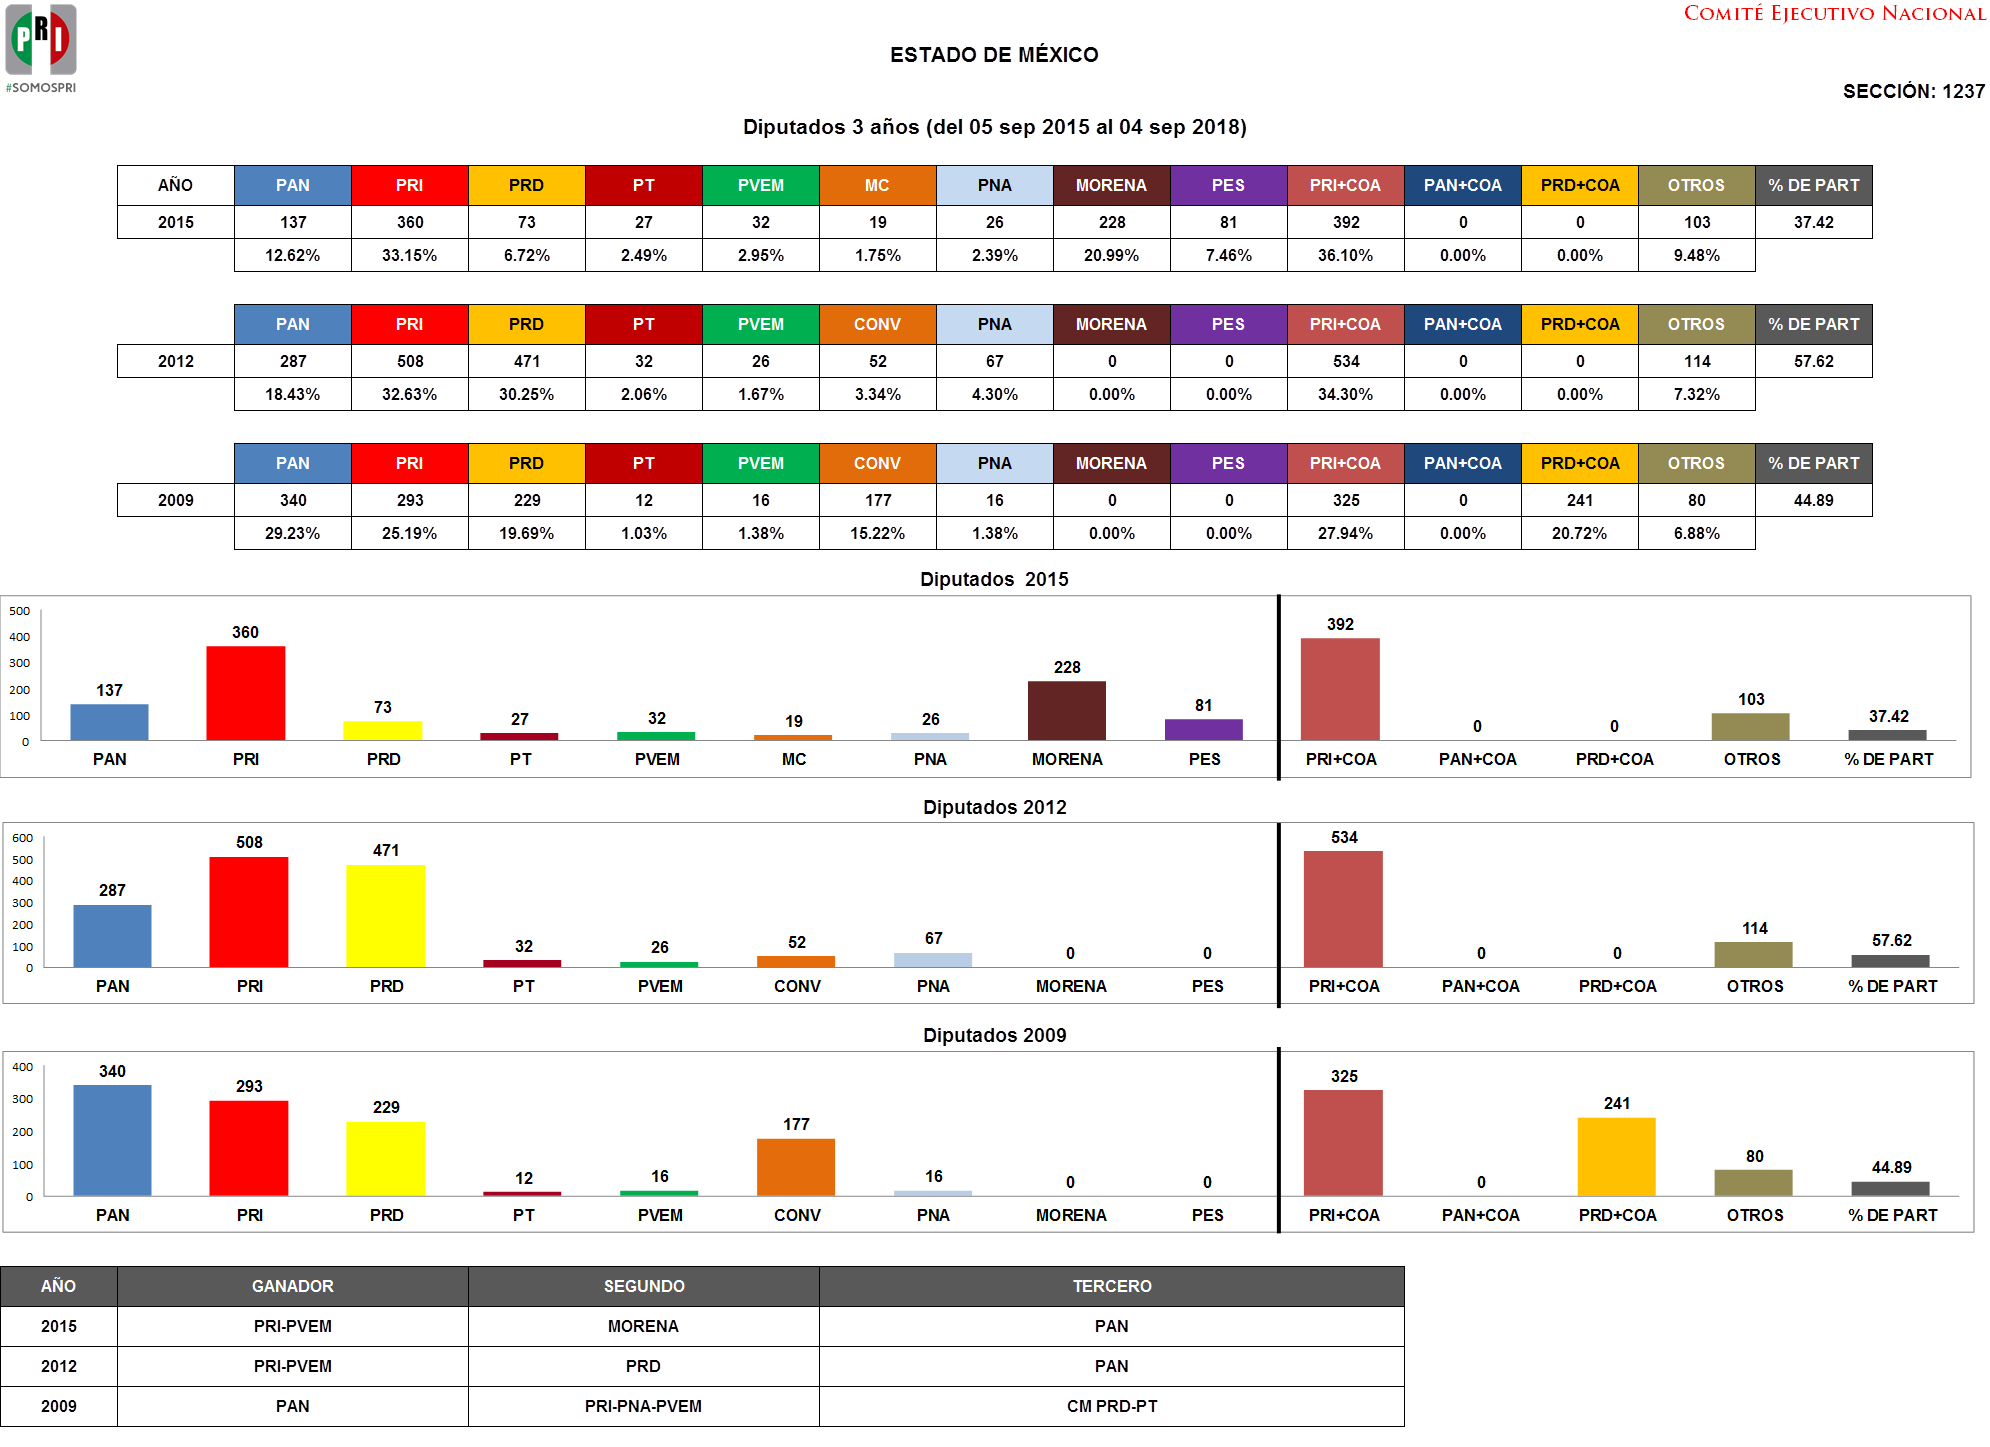 PRI
#SOMOSPRI
COMITÉ EJECUTIVO NACIONAL
ESTADO DE MÉXICO
SECCIÓN: 1237
Diputados 3 años (del 05 sep 2015 al 04 sep 2018)
AÑO PAN PRI PRD PT PVEM MC PNA MORENA PES PRI+COA PAN+COA PRD+COA OTROS % DE PART
2015 137 360 73 27 32 19 26 228 81 392 0 0 103 37.42
12.62% 33.15% 6.72% 2.49% 2.95% 1.75% 2.39% 20.99% 7.46% 36.10% 0.00% 0.00% 9.48%
PAN PRI PRD PT PVEM CONV PNA MORENA PES PRI+COA PAN+COA PRD+COA OTROS % DE PART
2012 287 508 471 32 26 52 67 0 0 534 0 0 114 57.62
18.43% 32.63% 30.25% 2.06% 1.67% 3.34% 4.30% 0.00% 0.00% 34.30% 0.00% 0.00% 7.32%
PAN PRI PRD PT PVEM CONV PNA MORENA PES PRI+COA PAN+COA PRD+COA OTROS % DE PART
2009 340 293 229 12 16 177 16 0 0 325 0 241 80 44.89
29.23% 25.19% 19.69% 1.03% 1.38% 15.22% 1.38% 0.00% 0.00% 27.94% 0.00% 20.72% 6.88%
Diputados 2015
500
400
300
200
100
0
137 360 73 27 32 19 26 228 81 392 0 0 103 37.42
PAN PRI PRD PT PVEM MC PNA MORENA PES PRI+COA PAN+COA PRD+COA OTROS % DE PART
Diputados 2012
600
500
400
300
200
100
0
287 508 471 32 26 52 67 0 0 534 0 0 114 57.62
PAN PRI PRD PT PVEM CONV PNA MORENA PES PRI+COA PAN+COA PRD+COA OTROS % DE PART
Diputados 2009
400
300
200
100
0
340 293 229 12 16 177 16 0 0 325 0 241 80 44.89
PAN PRI PRD PT PVEM CONV PNA MORENA PES PRI+COA PAN+COA PRD+COA OTROS % DE PART
AÑO GANADOR SEGUNDO TERCERO
2015 PRI-PVEM MORENA PAN
2012 PRI-PVEM PRD PAN
2009 PAN PRI-PNA-PVEM CM PRD-PT